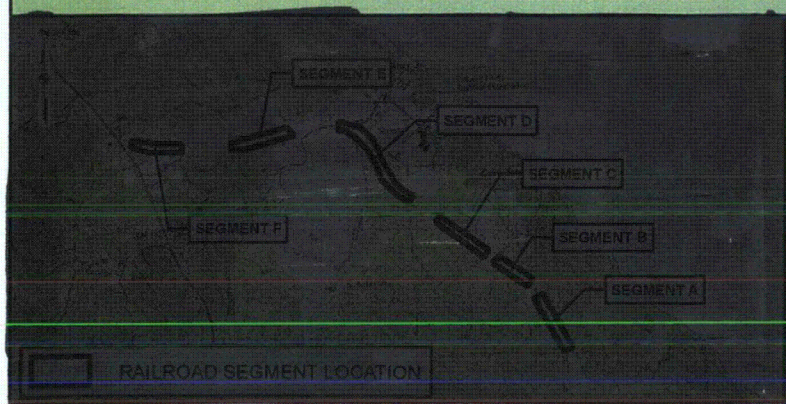 SEGMENT E
SEGMENT D
SEGMENT C
SEGMENT F
SEGMENT B
SEGMENT A
RAILROAD SEGMENT LOCATION